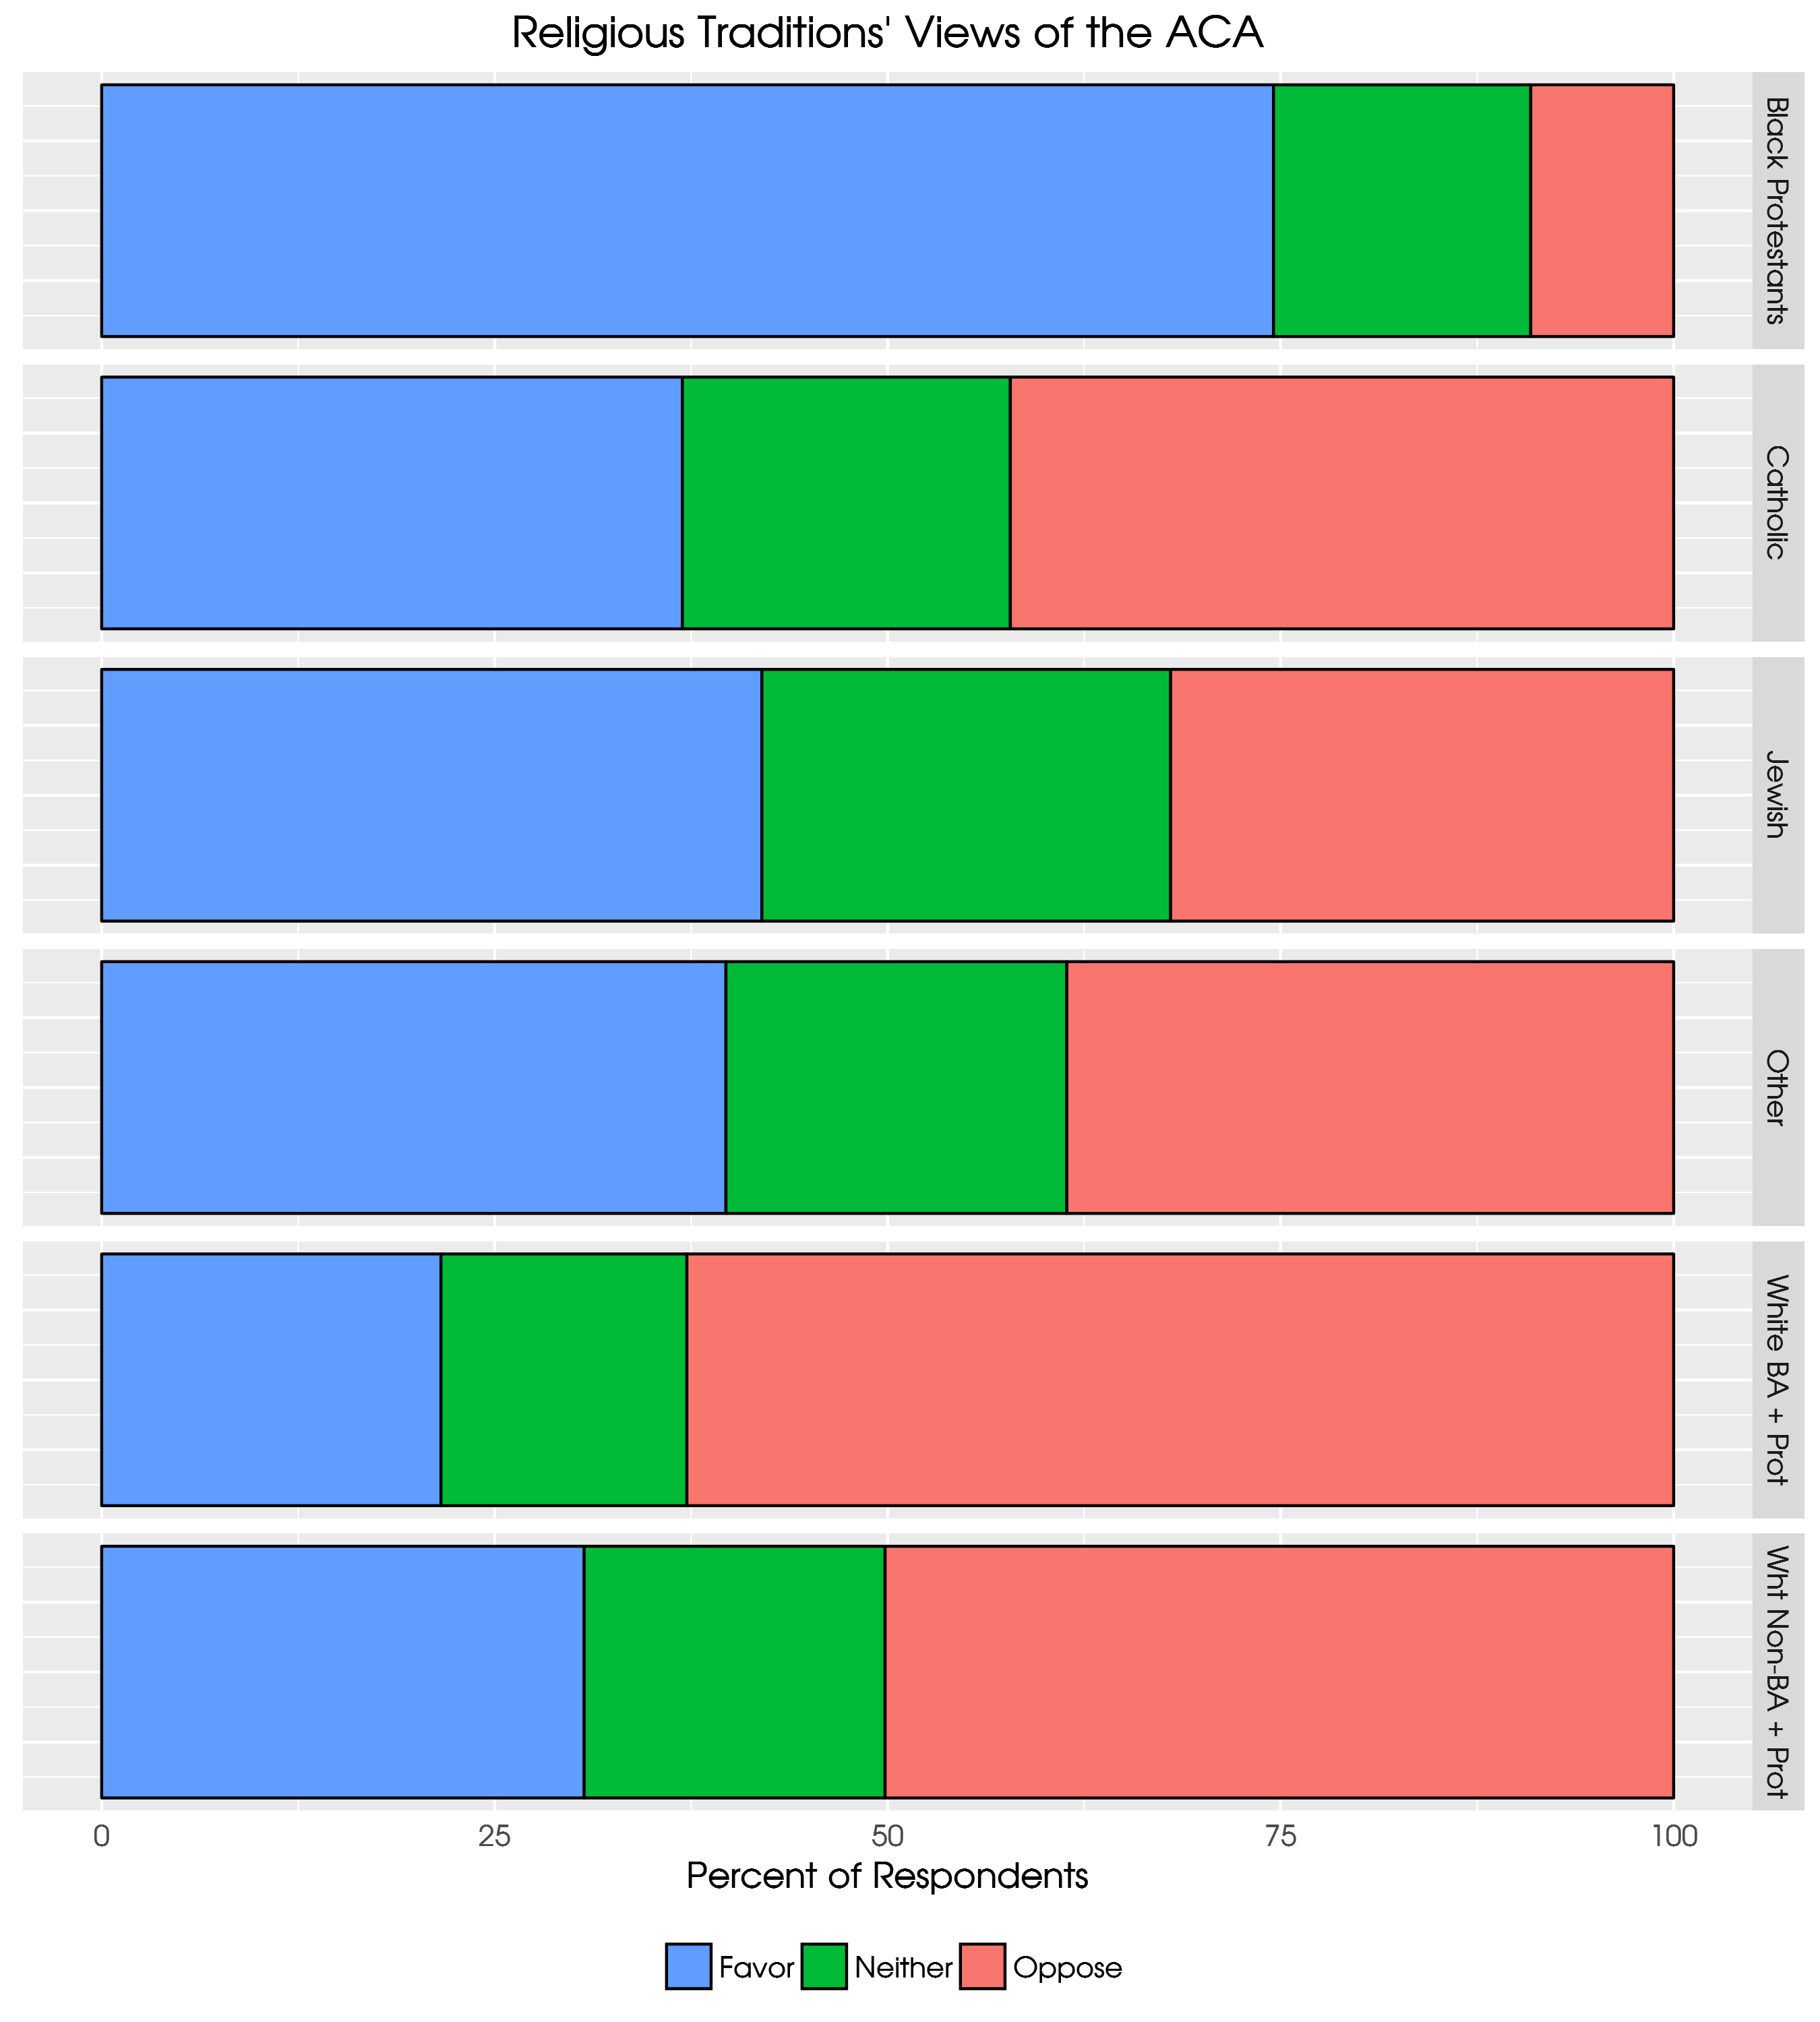 Religious Traditions' Views of the ACA
Black Protestants
Catholic
Jewish
Other
White BA + Prot
Wht Non-BA + Prot
0 25 50 75 100
Percent of Respondents
Favor Neither Oppose